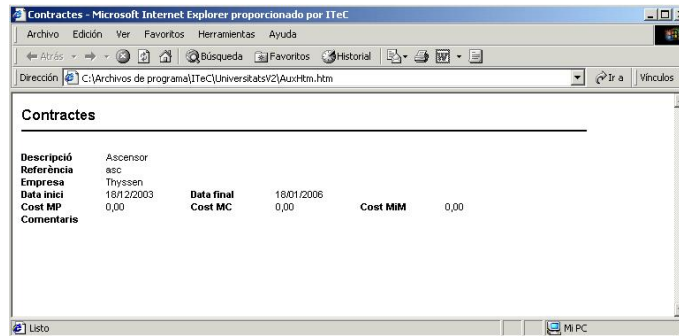 Contractes - Microsoft Internet Explorer proporcionado por ITeC
Archivo Edición Ver Favoritos Herramientas Ayuda
Atrás Búsqueda Favoritos Historial
Dirección C:\Archivos de programa\ITeC\UniversitatsV2\AuxHtm.htm Ir a Vínculos
Contractes
Descripció Ascensor
Referència asc
Empresa Thyssen
Data inici 18/12/2003 Data final 18/01/2006
Cost MP 0,00 Cost MC 0,00 Cost MiM 0,00
Comentaris
Listo Mi PC